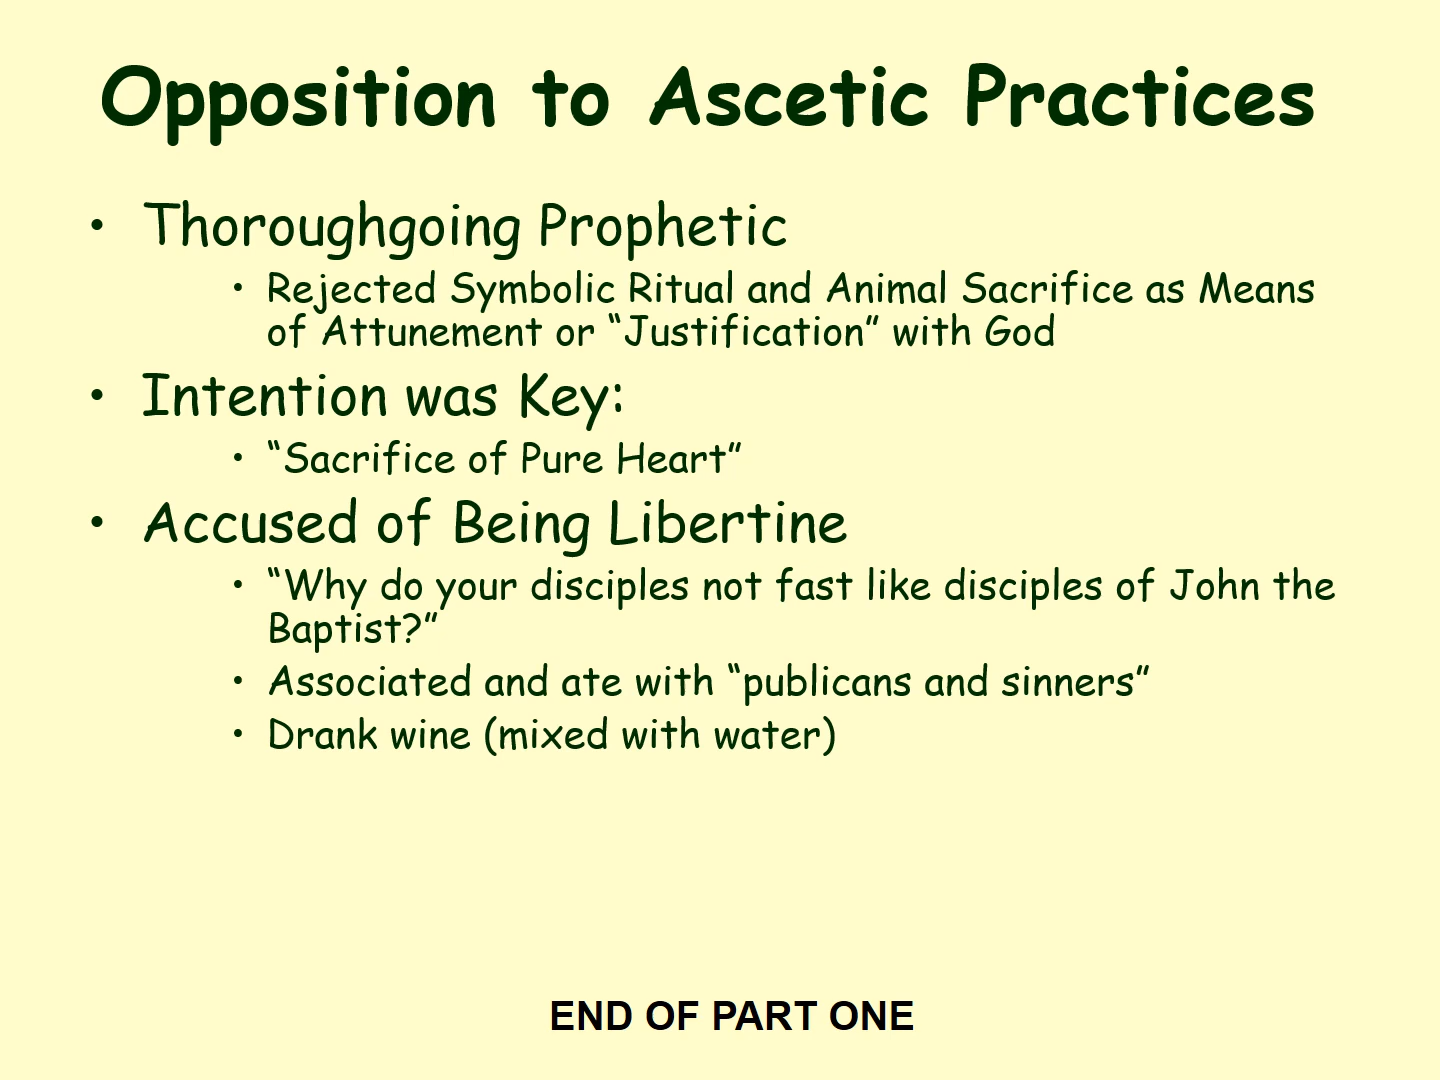 Opposition to Ascetic Practices
• Thoroughgoing Prophetic
• Rejected Symbolic Ritual and Animal Sacrifice as Means
of Attunement or “Justification” with God
• Intention was Key:
• “Sacrifice of Pure Heart”
• Accused of Being Libertine
• “Why do your disciples not fast like disciples of John the
Baptist?”
• Associated and ate with “publicans and sinners”
• Drank wine (mixed with water)
END OF PART ONE